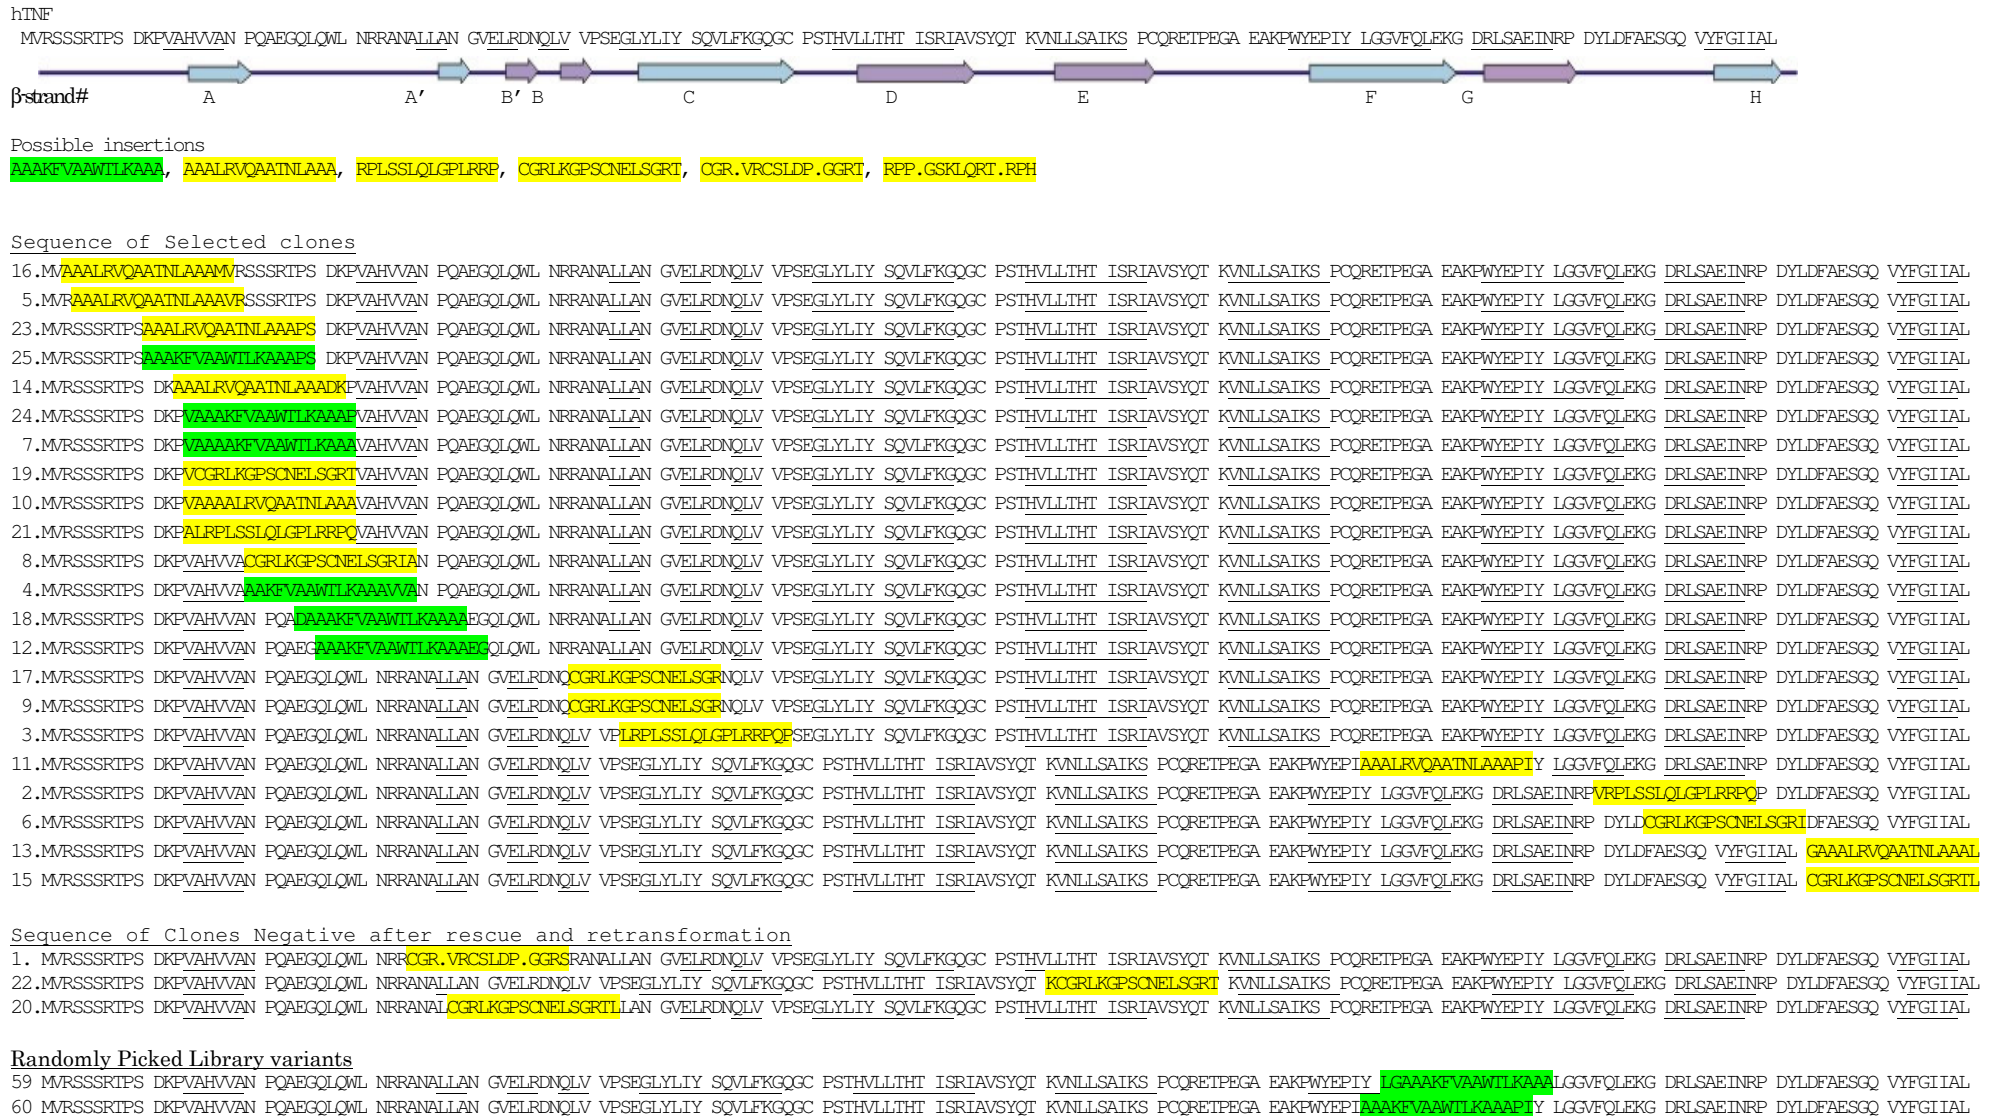 hTNF
MVRSSSRTPS DKPVAHVVAN PQAEGQLQWL NRRANALLAN GVELRDNQLV VPSEGLYLIY SQVLFKGQGC PSTHVLLTHT ISRIAVSYQT KVNLLSAIKS PCQRETPEGA EAKPWYEPIY LGGVFQLEKG DRLSAEINRP DYLDFAESGQ VYFGIIAL
β-strand# A A′ B′ B C D E F G H
Possible insertions
AAAKFVAAWTLKAAA, AAALRVQAATNLAAA, RPLSSLQLGPLRRP, CGRLKGPSCNELSGRT, CGR.VRCSLDP.GGRT, RPP.GSKLQRT.RPH
Sequence of Selected clones
16.MVAAALRVQAATNLAAAMVRSSSRTPS DKPVAHVVAN PQAEGQLQWL NRRANALLAN GVELRDNQLV VPSEGLYLIY SQVLFKGQGC PSTHVLLTHT ISRIAVSYQT KVNLLSAIKS PCQRETPEGA EAKPWYEPIY LGGVFQLEKG DRLSAEINRP DYLDFAESGQ VYFGIIAL
5.MVRAAALRVQAATNLAAAVRSSSRTPS DKPVAHVVAN PQAEGQLQWL NRRANALLAN GVELRDNQLV VPSEGLYLIY SQVLFKGQGC PSTHVLLTHT ISRIAVSYQT KVNLLSAIKS PCQRETPEGA EAKPWYEPIY LGGVFQLEKG DRLSAEINRP DYLDFAESGQ VYFGIIAL
23.MVRSSSRTPSAAALRVQAATNLAAAPS DKPVAHVVAN PQAEGQLQWL NRRANALLAN GVELRDNQLV VPSEGLYLIY SQVLFKGQGC PSTHVLLTHT ISRIAVSYQT KVNLLSAIKS PCQRETPEGA EAKPWYEPIY LGGVFQLEKG DRLSAEINRP DYLDFAESGQ VYFGIIAL
25.MVRSSSRTPSAAAKFVAAWTLKAAAPS DKPVAHVVAN PQAEGQLQWL NRRANALLAN GVELRDNQLV VPSEGLYLIY SQVLFKGQGC PSTHVLLTHT ISRIAVSYQT KVNLLSAIKS PCQRETPEGA EAKPWYEPIY LGGVFQLEKG DRLSAEINRP DYLDFAESGQ VYFGIIAL
14.MVRSSSRTPS DKAAALRVQAATNLAAADKPVAHVVAN PQAEGQLQWL NRRANALLAN GVELRDNQLV VPSEGLYLIY SQVLFKGQGC PSTHVLLTHT ISRIAVSYQT KVNLLSAIKS PCQRETPEGA EAKPWYEPIY LGGVFQLEKG DRLSAEINRP DYLDFAESGQ VYFGIIAL
24.MVRSSSRTPS DKPVAAAKFVAAWTLKAAAPVAHVVAN PQAEGQLQWL NRRANALLAN GVELRDNQLV VPSEGLYLIY SQVLFKGQGC PSTHVLLTHT ISRIAVSYQT KVNLLSAIKS PCQRETPEGA EAKPWYEPIY LGGVFQLEKG DRLSAEINRP DYLDFAESGQ VYFGIIAL
7.MVRSSSRTPS DKPVAAAAKFVAAWTLKAAAVAHVVAN PQAEGQLQWL NRRANALLAN GVELRDNQLV VPSEGLYLIY SQVLFKGQGC PSTHVLLTHT ISRIAVSYQT KVNLLSAIKS PCQRETPEGA EAKPWYEPIY LGGVFQLEKG DRLSAEINRP DYLDFAESGQ VYFGIIAL
19.MVRSSSRTPS DKPVCGRLKGPSCNELSGRTVAHVVAN PQAEGQLQWL NRRANALLAN GVELRDNQLV VPSEGLYLIY SQVLFKGQGC PSTHVLLTHT ISRIAVSYQT KVNLLSAIKS PCQRETPEGA EAKPWYEPIY LGGVFQLEKG DRLSAEINRP DYLDFAESGQ VYFGIIAL
10.MVRSSSRTPS DKPVAAAALRVQAATNLAAAVAHVVAN PQAEGQLQWL NRRANALLAN GVELRDNQLV VPSEGLYLIY SQVLFKGQGC PSTHVLLTHT ISRIAVSYQT KVNLLSAIKS PCQRETPEGA EAKPWYEPIY LGGVFQLEKG DRLSAEINRP DYLDFAESGQ VYFGIIAL
21.MVRSSSRTPS DKPALRPLSSLQLGPLRRPQVAHVVAN PQAEGQLQWL NRRANALLAN GVELRDNQLV VPSEGLYLIY SQVLFKGQGC PSTHVLLTHT ISRIAVSYQT KVNLLSAIKS PCQRETPEGA EAKPWYEPIY LGGVFQLEKG DRLSAEINRP DYLDFAESGQ VYFGIIAL
8.MVRSSSRTPS DKPVAHVVACGRLKGPSCNELSGRIAN PQAEGQLQWL NRRANALLAN GVELRDNQLV VPSEGLYLIY SQVLFKGQGC PSTHVLLTHT ISRIAVSYQT KVNLLSAIKS PCQRETPEGA EAKPWYEPIY LGGVFQLEKG DRLSAEINRP DYLDFAESGQ VYFGIIAL
4.MVRSSSRTPS DKPVAHVVAAAKFVAAWTLKAAAVVAN PQAEGQLQWL NRRANALLAN GVELRDNQLV VPSEGLYLIY SQVLFKGQGC PSTHVLLTHT ISRIAVSYQT KVNLLSAIKS PCQRETPEGA EAKPWYEPIY LGGVFQLEKG DRLSAEINRP DYLDFAESGQ VYFGIIAL
18.MVRSSSRTPS DKPVAHVVAN PQADAAAKFVAAWTLKAAAAEGQLQWL NRRANALLAN GVELRDNQLV VPSEGLYLIY SQVLFKGQGC PSTHVLLTHT ISRIAVSYQT KVNLLSAIKS PCQRETPEGA EAKPWYEPIY LGGVFQLEKG DRLSAEINRP DYLDFAESGQ VYFGIIAL
12.MVRSSSRTPS DKPVAHVVAN PQAEGAAAKFVAAWTLKAAAEGQLQWL NRRANALLAN GVELRDNQLV VPSEGLYLIY SQVLFKGQGC PSTHVLLTHT ISRIAVSYQT KVNLLSAIKS PCQRETPEGA EAKPWYEPIY LGGVFQLEKG DRLSAEINRP DYLDFAESGQ VYFGIIAL
17.MVRSSSRTPS DKPVAHVVAN PQAEGQLQWL NRRANALLAN GVELRDNQCGRLKGPSCNELSGRNQLV VPSEGLYLIY SQVLFKGQGC PSTHVLLTHT ISRIAVSYQT KVNLLSAIKS PCQRETPEGA EAKPWYEPIY LGGVFQLEKG DRLSAEINRP DYLDFAESGQ VYFGIIAL
9.MVRSSSRTPS DKPVAHVVAN PQAEGQLQWL NRRANALLAN GVELRDNQCGRLKGPSCNELSGRNQLV VPSEGLYLIY SQVLFKGQGC PSTHVLLTHT ISRIAVSYQT KVNLLSAIKS PCQRETPEGA EAKPWYEPIY LGGVFQLEKG DRLSAEINRP DYLDFAESGQ VYFGIIAL
3.MVRSSSRTPS DKPVAHVVAN PQAEGQLQWL NRRANALLAN GVELRDNQLV VPLRPLSSLQLGPLRRPQPSEGLYLIY SQVLFKGQGC PSTHVLLTHT ISRIAVSYQT KVNLLSAIKS PCQRETPEGA EAKPWYEPIY LGGVFQLEKG DRLSAEINRP DYLDFAESGQ VYFGIIAL
11.MVRSSSRTPS DKPVAHVVAN PQAEGQLQWL NRRANALLAN GVELRDNQLV VPSEGLYLIY SQVLFKGQGC PSTHVLLTHT ISRIAVSYQT KVNLLSAIKS PCQRETPEGA EAKPWYEPIAAALRVQAATNLAAAPIY LGGVFQLEKG DRLSAEINRP DYLDFAESGQ VYFGIIAL
2.MVRSSSRTPS DKPVAHVVAN PQAEGQLQWL NRRANALLAN GVELRDNQLV VPSEGLYLIY SQVLFKGQGC PSTHVLLTHT ISRIAVSYQT KVNLLSAIKS PCQRETPEGA EAKPWYEPIY LGGVFQLEKG DRLSAEINRPVRPLSSLQLGPLRRPQP DYLDFAESGQ VYFGIIAL
6.MVRSSSRTPS DKPVAHVVAN PQAEGQLQWL NRRANALLAN GVELRDNQLV VPSEGLYLIY SQVLFKGQGC PSTHVLLTHT ISRIAVSYQT KVNLLSAIKS PCQRETPEGA EAKPWYEPIY LGGVFQLEKG DRLSAEINRP DYLDCGRLKGPSCNELSGRIDFAESGQ VYFGIIAL
13.MVRSSSRTPS DKPVAHVVAN PQAEGQLQWL NRRANALLAN GVELRDNQLV VPSEGLYLIY SQVLFKGQGC PSTHVLLTHT ISRIAVSYQT KVNLLSAIKS PCQRETPEGA EAKPWYEPIY LGGVFQLEKG DRLSAEINRP DYLDFAESGQ VYFGIIAL GAAALRVQAATNLAAAL
15 MVRSSSRTPS DKPVAHVVAN PQAEGQLQWL NRRANALLAN GVELRDNQLV VPSEGLYLIY SQVLFKGQGC PSTHVLLTHT ISRIAVSYQT KVNLLSAIKS PCQRETPEGA EAKPWYEPIY LGGVFQLEKG DRLSAEINRP DYLDFAESGQ VYFGIIAL CGRLKGPSCNELSGRTL
Sequence of Clones Negative after rescue and retransformation
1. MVRSSSRTPS DKPVAHVVAN PQAEGQLQWL NRRCGR.VRCSLDP.GGRSRANALLAN GVELRDNQLV VPSEGLYLIY SQVLFKGQGC PSTHVLLTHT ISRIAVSYQT KVNLLSAIKS PCQRETPEGA EAKPWYEPIY LGGVFQLEKG DRLSAEINRP DYLDFAESGQ VYFGIIAL
22.MVRSSSRTPS DKPVAHVVAN PQAEGQLQWL NRRANALLAN GVELRDNQLV VPSEGLYLIY SQVLFKGQGC PSTHVLLTHT ISRIAVSYQT KCGRLKGPSCNELSGRT KVNLLSAIKS PCQRETPEGA EAKPWYEPIY LGGVFQLEKG DRLSAEINRP DYLDFAESGQ VYFGIIAL
20.MVRSSSRTPS DKPVAHVVAN PQAEGQLQWL NRRANALCGRLKGPSCNELSGRTLLAN GVELRDNQLV VPSEGLYLIY SQVLFKGQGC PSTHVLLTHT ISRIAVSYQT KVNLLSAIKS PCQRETPEGA EAKPWYEPIY LGGVFQLEKG DRLSAEINRP DYLDFAESGQ VYFGIIAL
Randomly Picked Library variants
59 MVRSSSRTPS DKPVAHVVAN PQAEGQLQWL NRRANALLAN GVELRDNQLV VPSEGLYLIY SQVLFKGQGC PSTHVLLTHT ISRIAVSYQT KVNLLSAIKS PCQRETPEGA EAKPWYEPIY LGAAAKFVAAWTLKAAALGGVFQLEKG DRLSAEINRP DYLDFAESGQ VYFGIIAL
60 MVRSSSRTPS DKPVAHVVAN PQAEGQLQWL NRRANALLAN GVELRDNQLV VPSEGLYLIY SQVLFKGQGC PSTHVLLTHT ISRIAVSYQT KVNLLSAIKS PCQRETPEGA EAKPWYEPIAAAKFVAAWTLKAAAPIY LGGVFQLEKG DRLSAEINRP DYLDFAESGQ VYFGIIAL